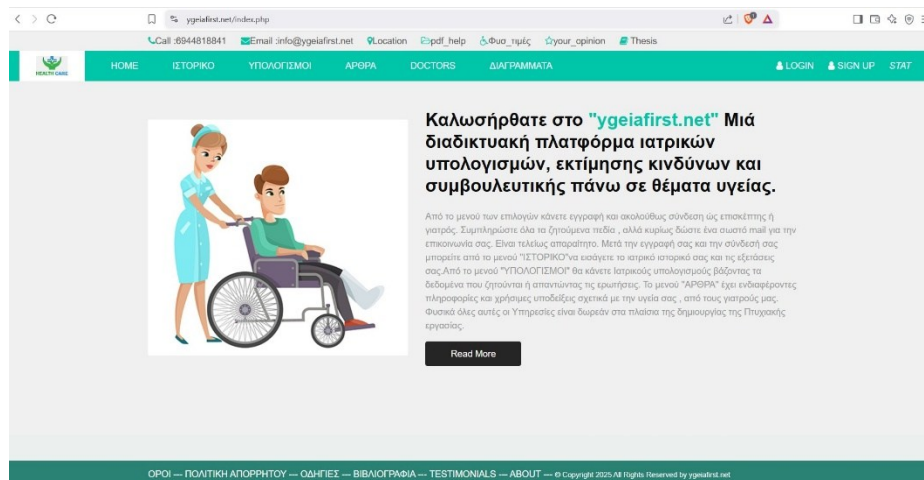 ygeiafirst.net/index.php
Call :6944818841 Email :info@ygeiafirst.net Location pdf_help Φυσ_τιμές your_opinion Thesis
HEALTH CARE HOME ΙΣΤΟΡΙΚΟ ΥΠΟΛΟΓΙΣΜΟΙ ΑΡΘΡΑ DOCTORS ΔΙΑΓΡΑΜΜΑΤΑ LOGIN SIGN UP STAT
Καλωσήρθατε στο "ygeiafirst.net" Μιά
διαδικτυακή πλατφόρμα ιατρικών
υπολογισμών, εκτίμησης κινδύνων και
συμβουλευτικής πάνω σε θέματα υγείας.
Από το μενού των επιλογών κάνετε εγγραφή και ακολούθως σύνδεση ώς επισκέπτης ή
γιατρός. Συμπληρώστε όλα τα ζητούμενα πεδία , αλλά κυρίως δώστε ένα σωστό mail για την
επικοινωνία σας. Είναι τελείως απαραίτητο. Μετά την εγγραφή σας και την σύνδεσή σας
μπορείτε από το μενού "ΙΣΤΟΡΙΚΟ"να εισάγετε το ιατρικό ιστορικό σας και τις εξετάσεις
σας.Από το μενού "ΥΠΟΛΟΓΙΣΜΟΙ" θα κάνετε Ιατρικούς υπολογισμούς βάζοντας τα
δεδομένα που ζητούνται ή απαντώντας τις ερωτήσεις. Το μενού "ΑΡΘΡΑ" έχει ενδιαφέροντες
πληροφορίες και χρήσιμες υποδείξεις σχετικά με την υγεία σας , από τους γιατρούς μας.
Φυσικά όλες αυτές οι Υπηρεσίες είναι δωρεάν στα πλαίσια της δημιουργίας της Πτυχιακής
εργασίας.
Read More
ΟΡΟΙ --- ΠΟΛΙΤΙΚΗ ΑΠΟΡΡΗΤΟΥ --- ΟΔΗΓΙΕΣ --- ΒΙΒΛΙΟΓΡΑΦΙΑ --- TESTIMONIALS --- ABOUT --- © Copyright 2025 All Rights Reserved by ygeiafirst.net